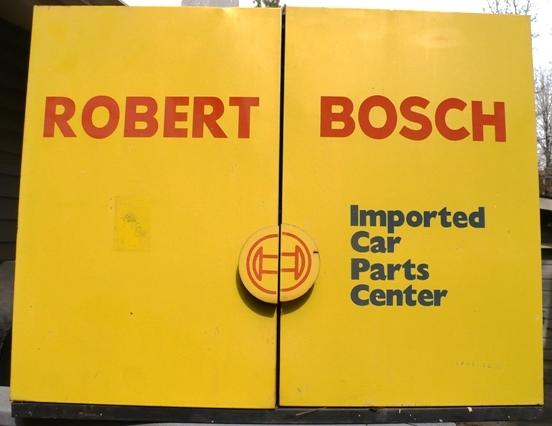 ROBERT BOSCH
Imported
Car
Parts
Center